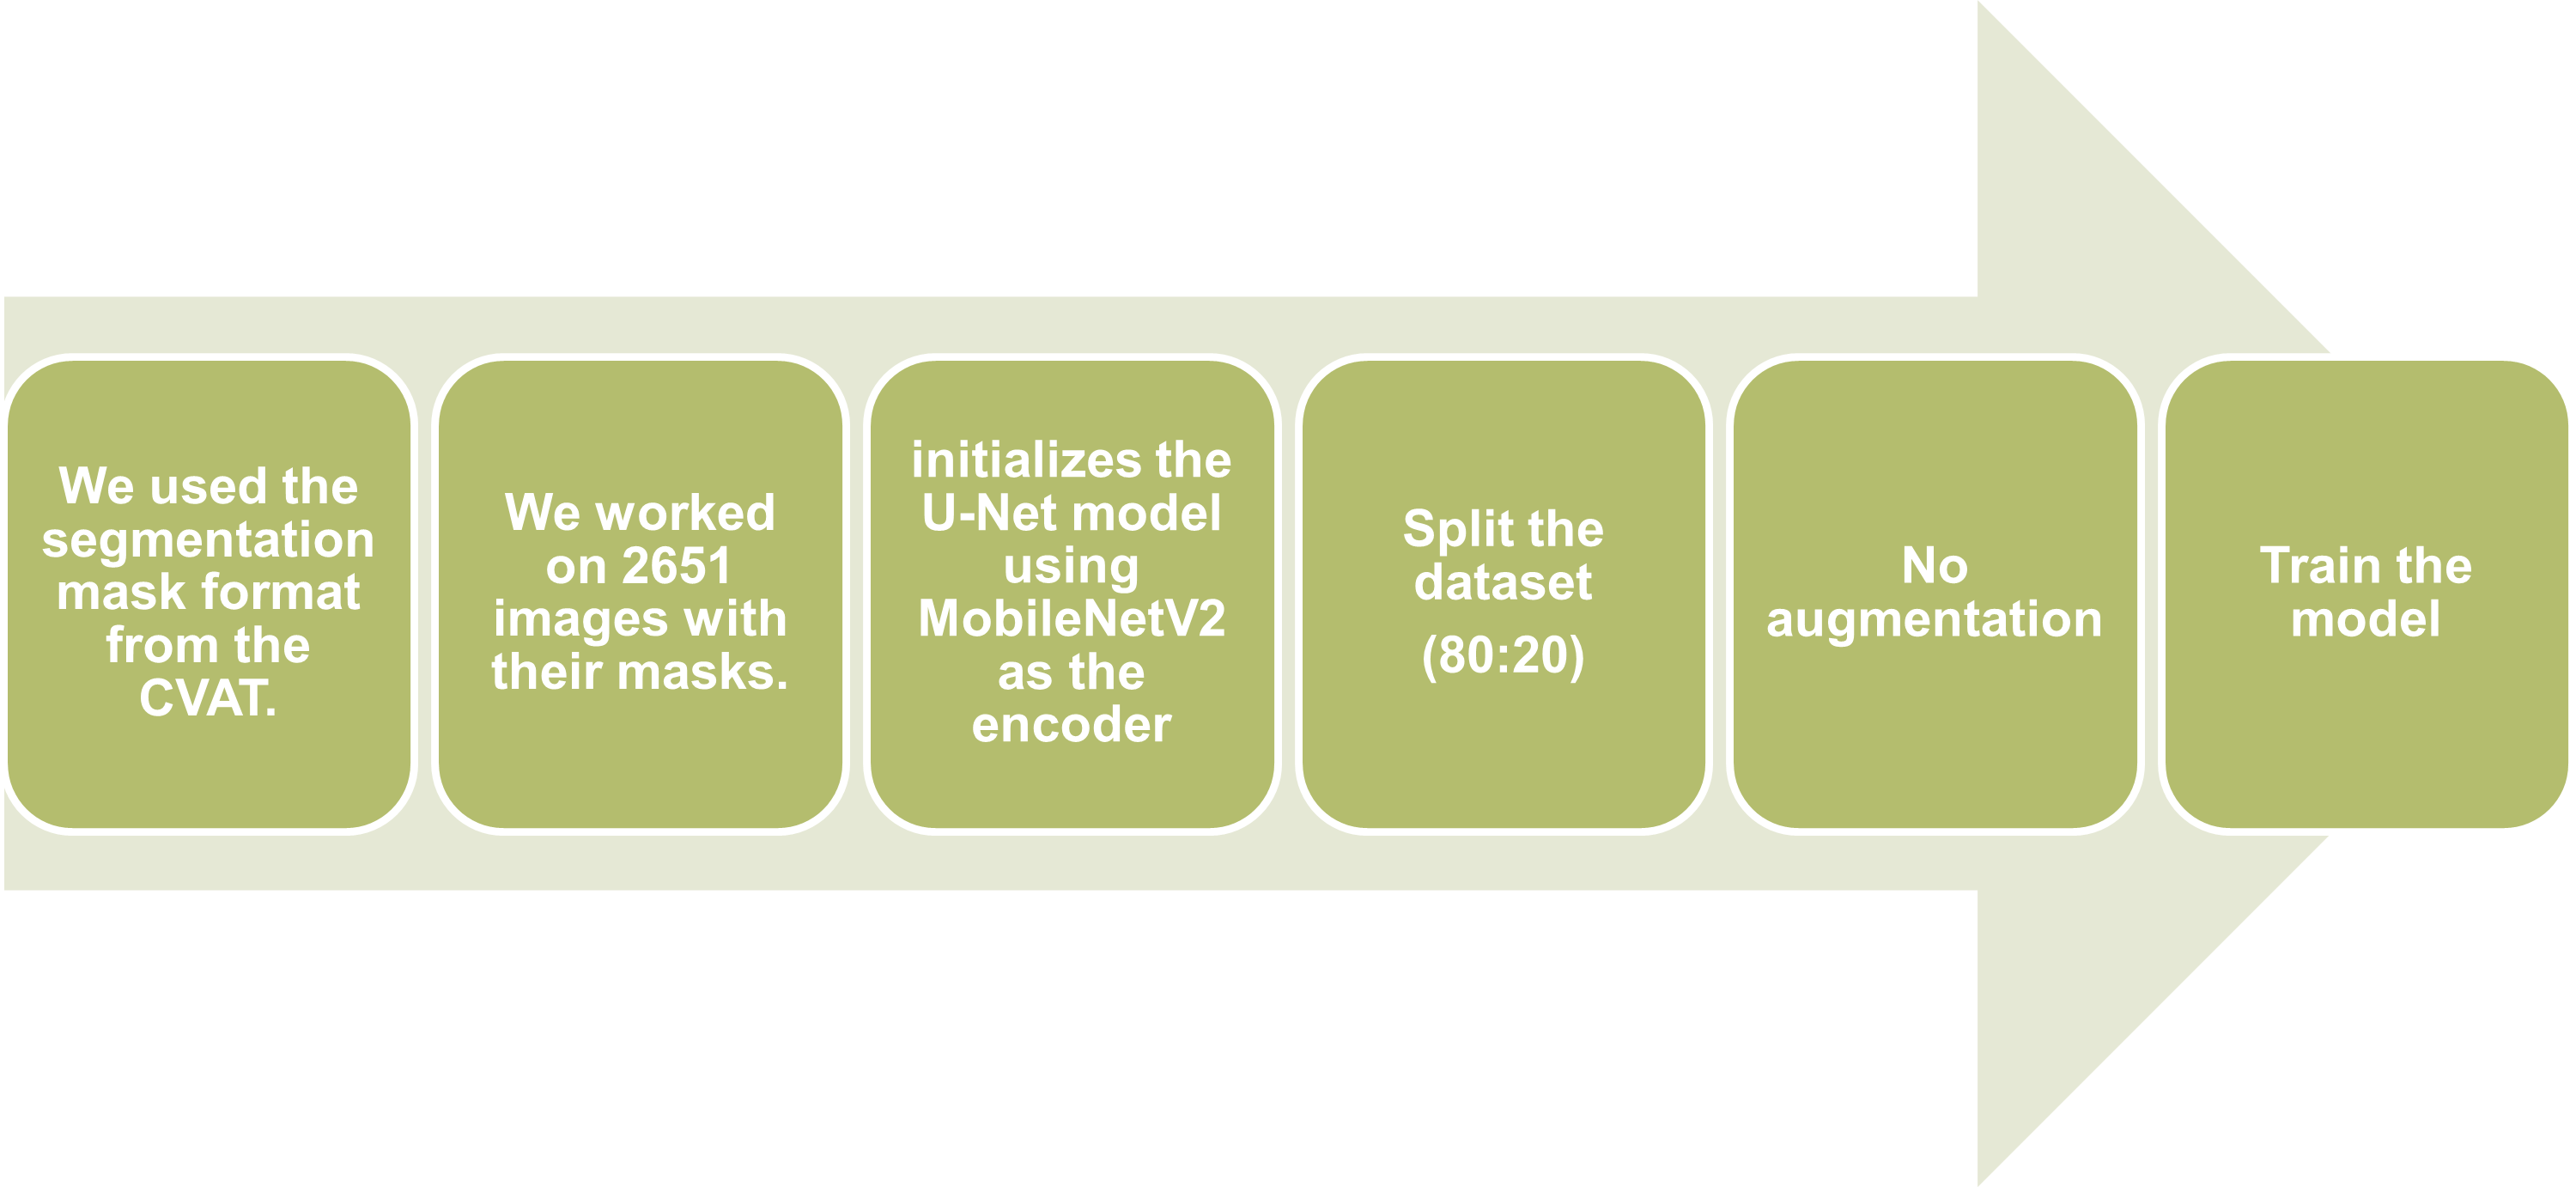 We used the
segmentation
mask format
from the
CVAT.
We worked
on 2651
images with
their masks.
initializes the
U-Net model
using
MobileNetV2
as the
encoder
Split the
dataset
(80:20)
No
augmentation
Train the
model